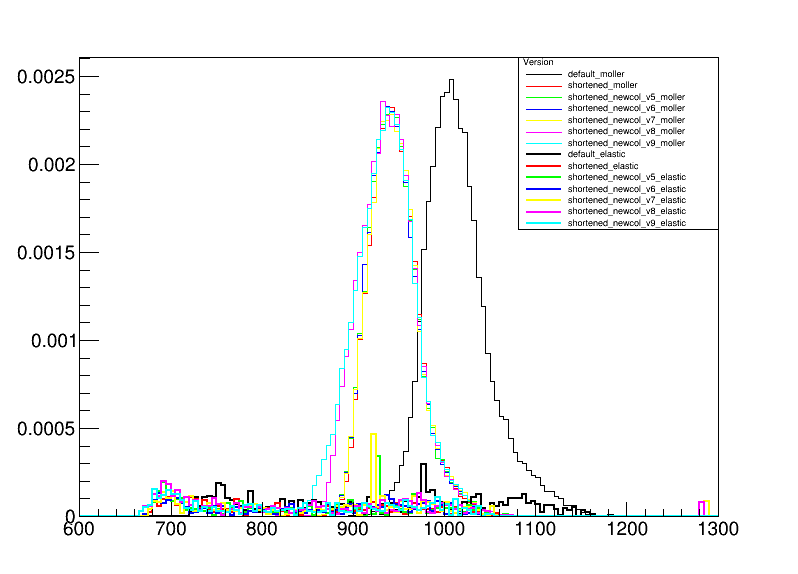 Version
default_moller
shortened_moller
shortened_newcol_v5_moller
shortened_newcol_v6_moller
shortened_newcol_v7_moller
shortened_newcol_v8_moller
shortened_newcol_v9_moller
default_elastic
shortened_elastic
shortened_newcol_v5_elastic
shortened_newcol_v6_elastic
shortened_newcol_v7_elastic
shortened_newcol_v8_elastic
shortened_newcol_v9_elastic
0.0025
0.002
0.0015
0.001
0.0005
0
600 700 800 900 1000 1100 1200 1300